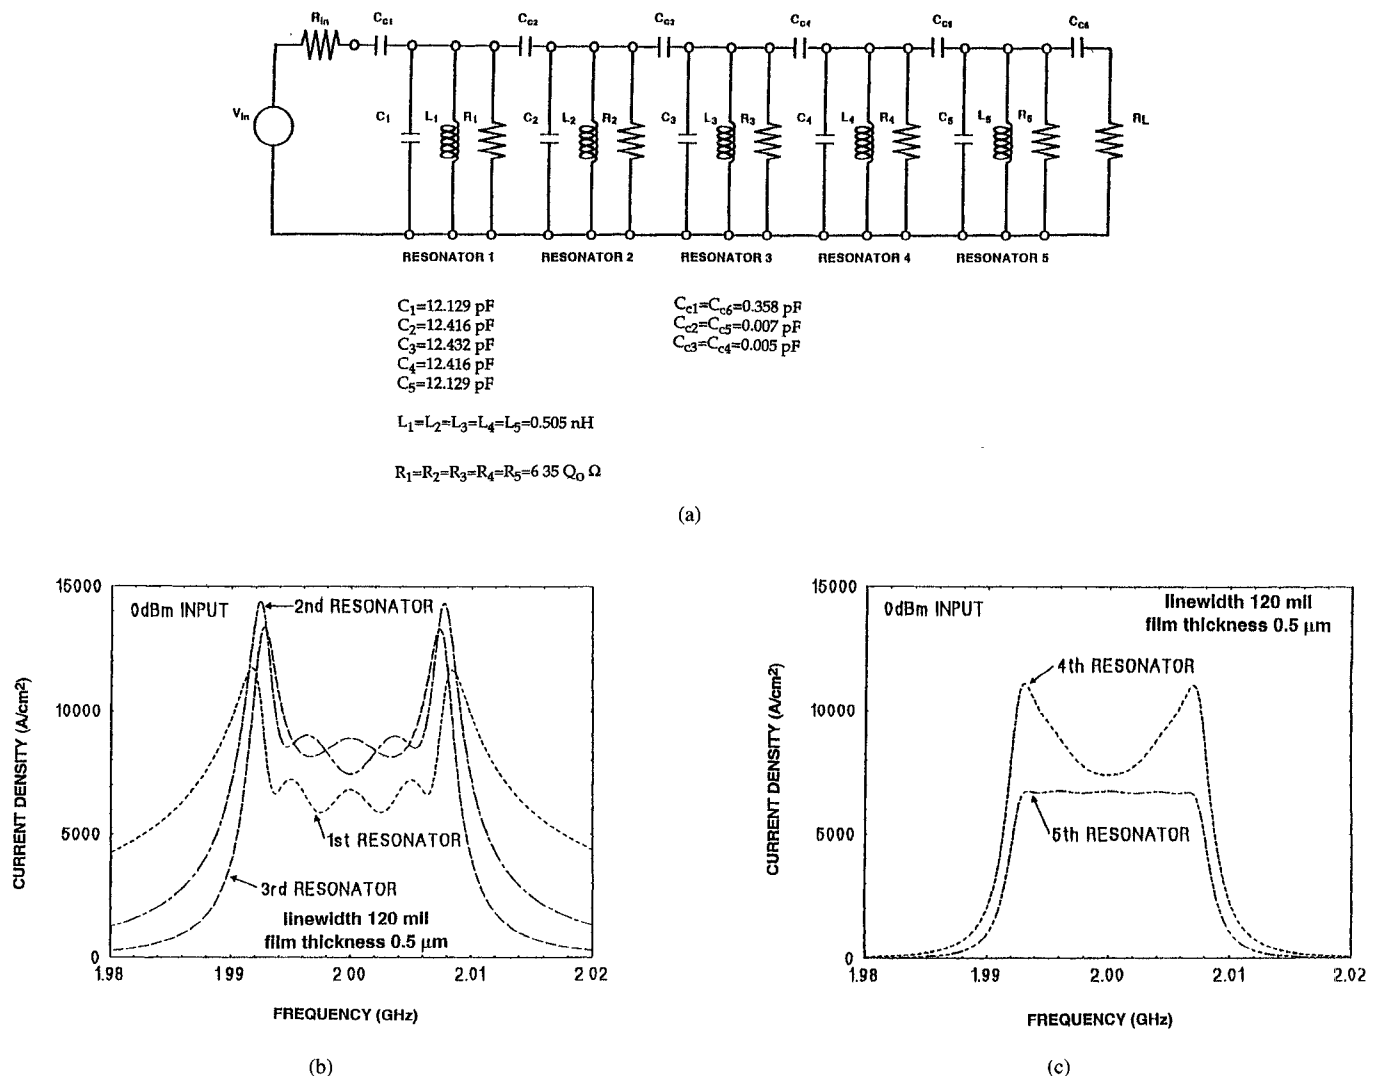 Rin Cc1 Cc2 Cc3 Cc4 Cc5 Cc6
Vin C1 L1 R1 C2 L2 R2 C3 L3 R3 C4 L4 R4 C5 L5 R5 RL
RESONATOR 1 RESONATOR 2 RESONATOR 3 RESONATOR 4 RESONATOR 5
C1=12.129 pF
C2=12.416 pF
C3=12.432 pF
C4=12.416 pF
C5=12.129 pF
Cc1=Cc6=0.358 pF
Cc2=Cc5=0.007 pF
Cc3=Cc4=0.005 pF
L1=L2=L3=L4=L5=0.505 nH
R1=R2=R3=R4=R5=6 35 Qo Ω
(a)
CURRENT DENSITY (A/cm2)
15000
10000
5000
0
0dBm INPUT
2nd RESONATOR
1st RESONATOR
3rd RESONATOR
linewidth 120 mil
film thickness 0.5 μm
1.98 1.99 2.00 2.01 2.02
FREQUENCY (GHz)
(b)
CURRENT DENSITY (A/cm2)
15000
10000
5000
0
0dBm INPUT
linewidth 120 mil
film thickness 0.5 μm
4th RESONATOR
5th RESONATOR
1.98 1.99 2.00 2.01 2.02
FREQUENCY (GHz)
(c)